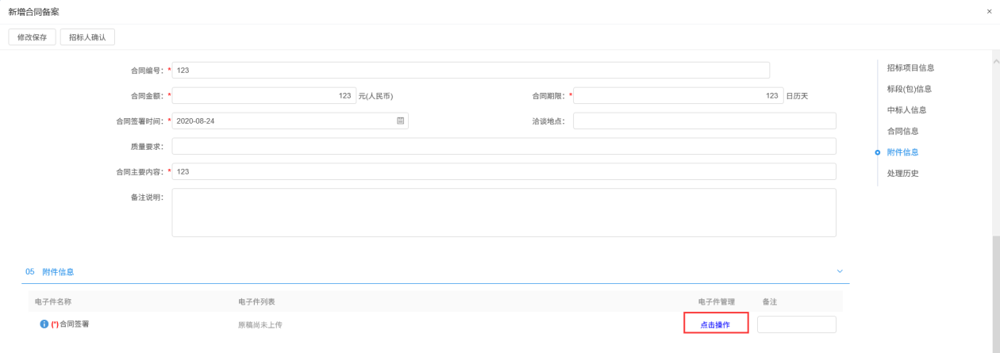 新增合同备案 ×
修改保存 招标人确认
合同编号: * 123
合同金额: * 123 元(人民币) 合同期限: * 123 日历天
合同签署时间: * 2020-08-24 洽谈地点:
质量要求:
合同主要内容: * 123
备注说明:
招标项目信息
标段(包)信息
中标人信息
合同信息
附件信息
处理历史
05 附件信息
电子件名称 电子件列表 电子件管理 备注
(*)合同签署 原稿尚未上传 点击操作